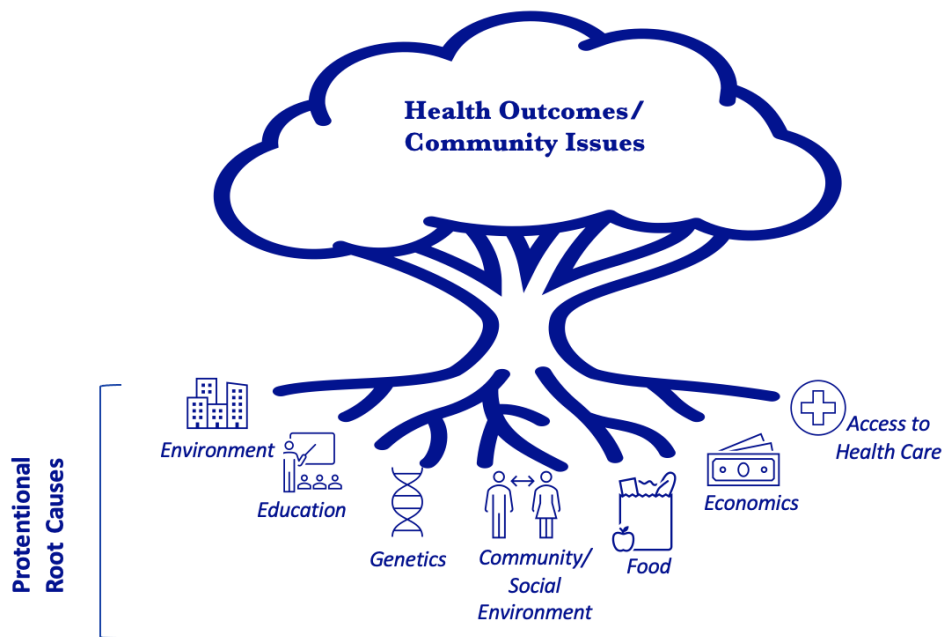 Health Outcomes/
Community Issues
Environment
Education
Genetics
Community/
Social
Environment
Food
Economics
Access to
Health Care
Protentional
Root Causes